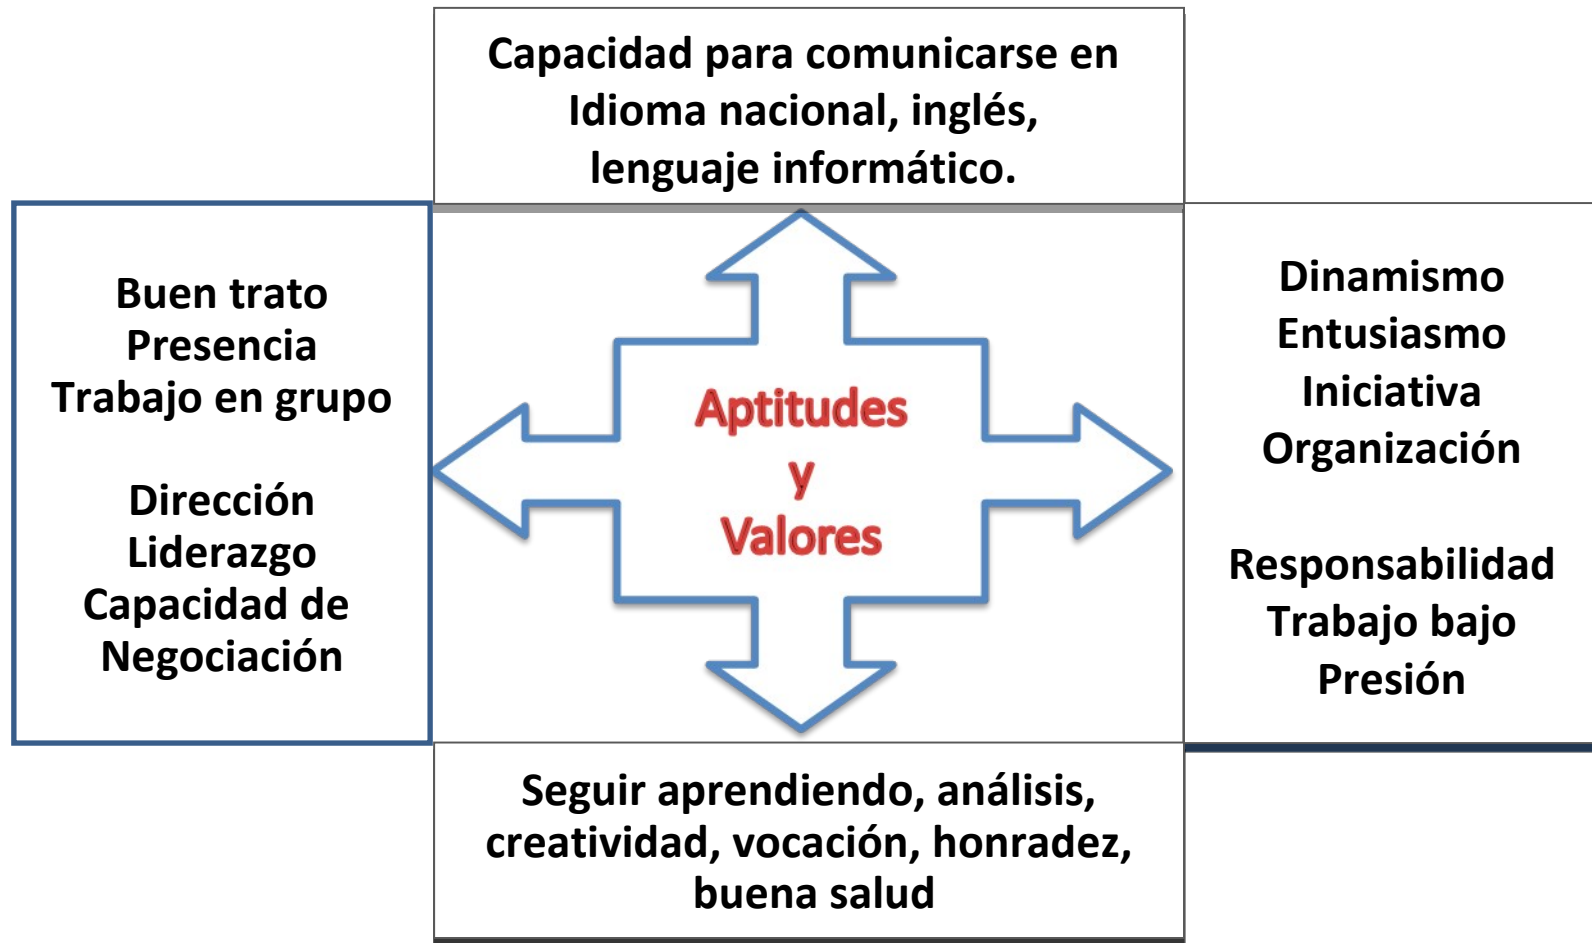 Capacidad para comunicarse en
Idioma nacional, inglés,
lenguaje informático.
Buen trato
Presencia
Trabajo en grupo
Dirección
Liderazgo
Capacidad de
Negociación
Aptitudes
y
Valores
Dinamismo
Entusiasmo
Iniciativa
Organización
Responsabilidad
Trabajo bajo
Presión
Seguir aprendiendo, análisis,
creatividad, vocación, honradez,
buena salud